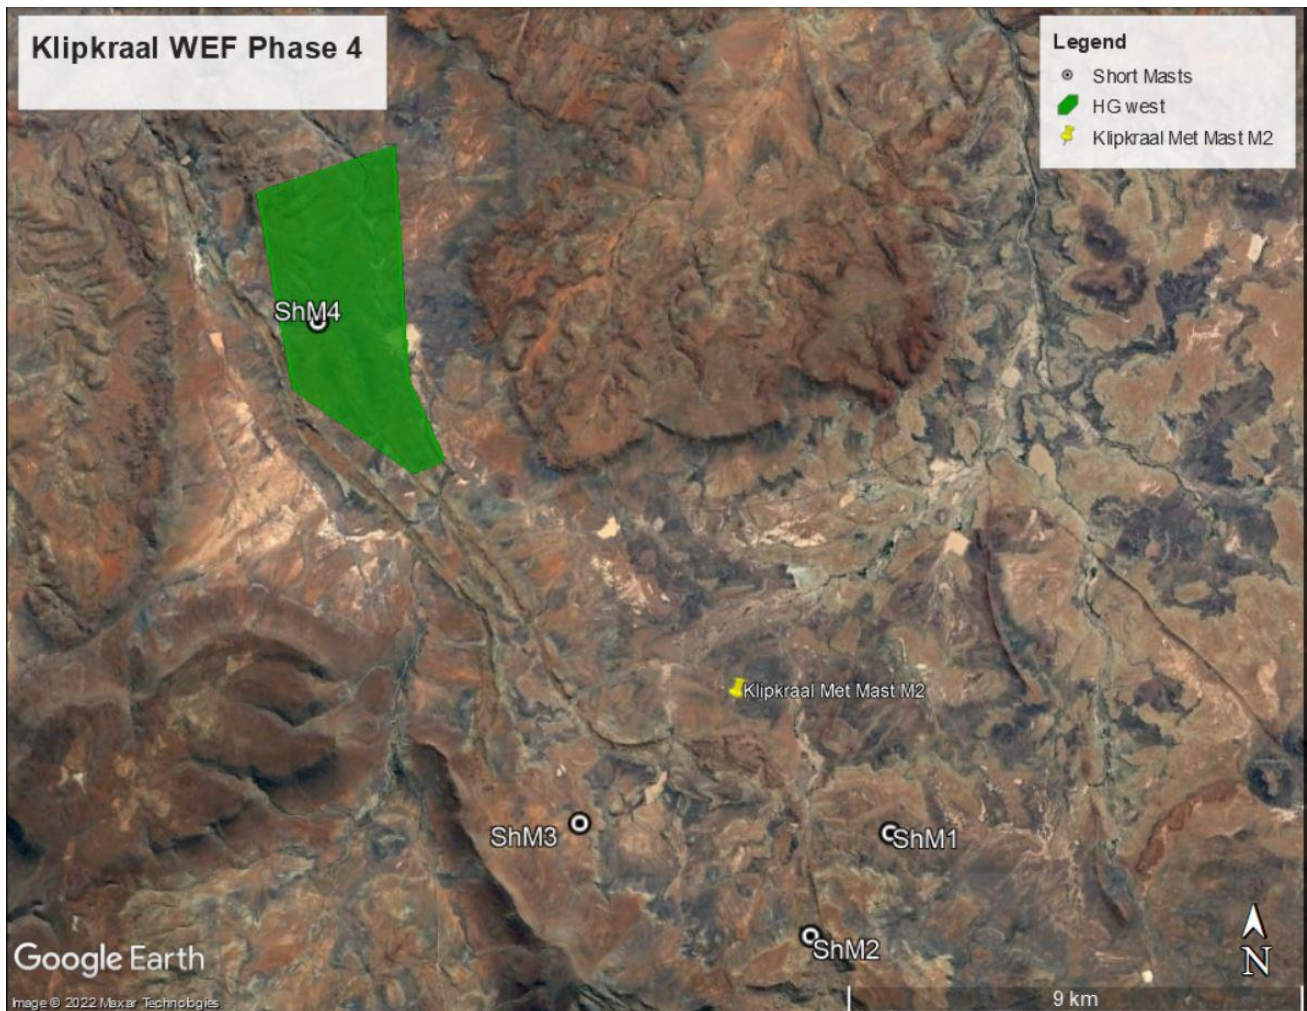 Klipkraal WEF Phase 4
Legend
Short Masts
HG west
Klipkraal Met Mast M2
ShM4
Klipkraal Met Mast M2
ShM3
ShM1
ShM2
Google Earth
N
Image © 2022 Maxar Technologies
9 km